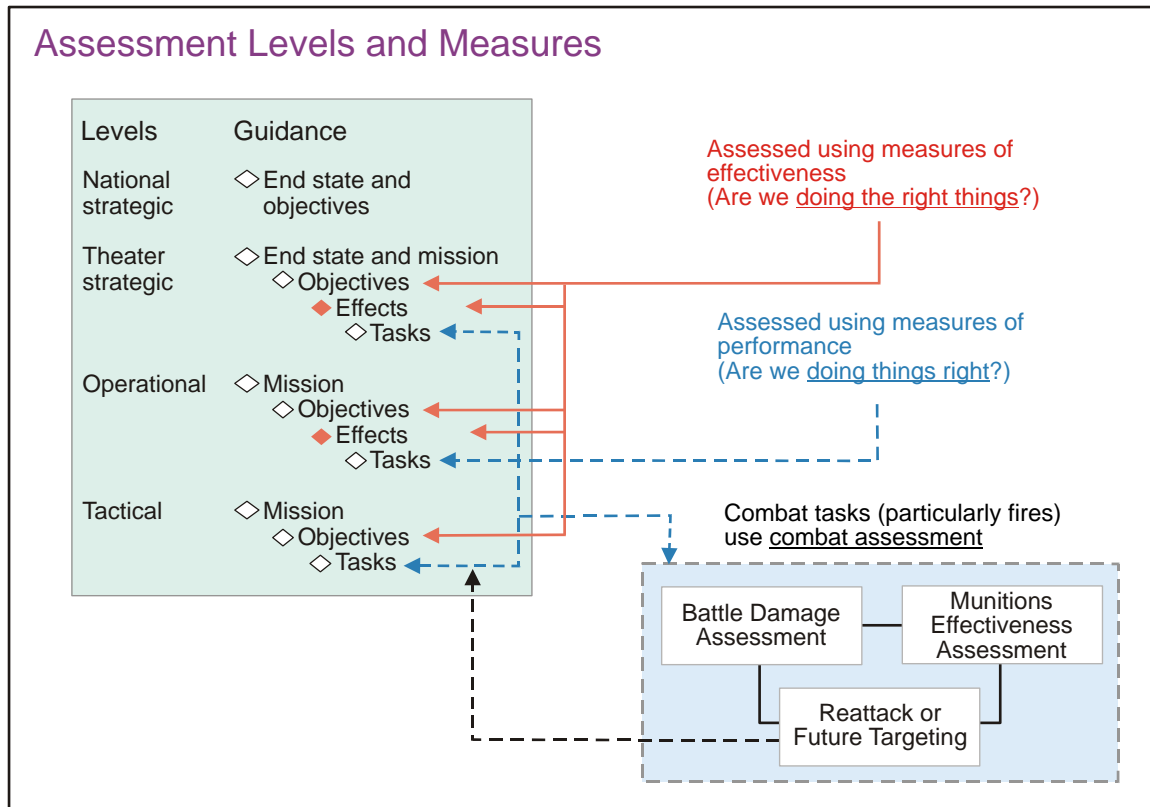 Assessment Levels and Measures
Levels
Guidance
National
strategic
End state and
objectives
Theater
strategic
End state and mission
Objectives
Effects
Tasks
Operational
Mission
Objectives
Effects
Tasks
Tactical
Mission
Objectives
Tasks
Assessed using measures of
effectiveness
(Are we doing the right things?)
Assessed using measures of
performance
(Are we doing things right?)
Combat tasks (particularly fires)
use combat assessment
Battle Damage
Assessment
Munitions
Effectiveness
Assessment
Reattack or
Future Targeting